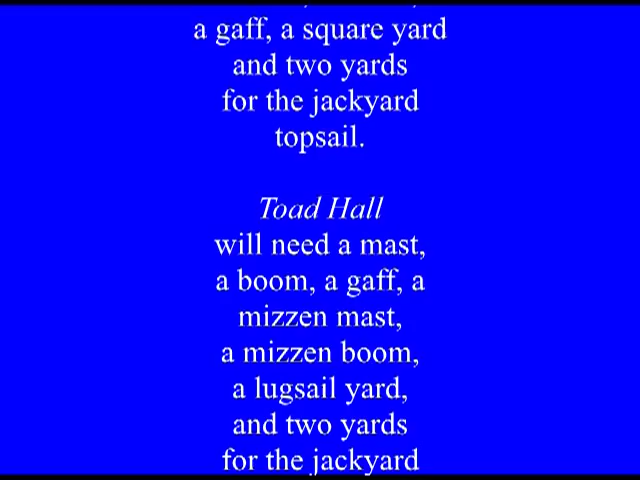 a gaff, a square yard
and two yards
for the jackyard
topsail.
Toad Hall
will need a mast,
a boom, a gaff, a
mizzen mast,
a mizzen boom,
a lugsail yard,
and two yards
for the jackyard